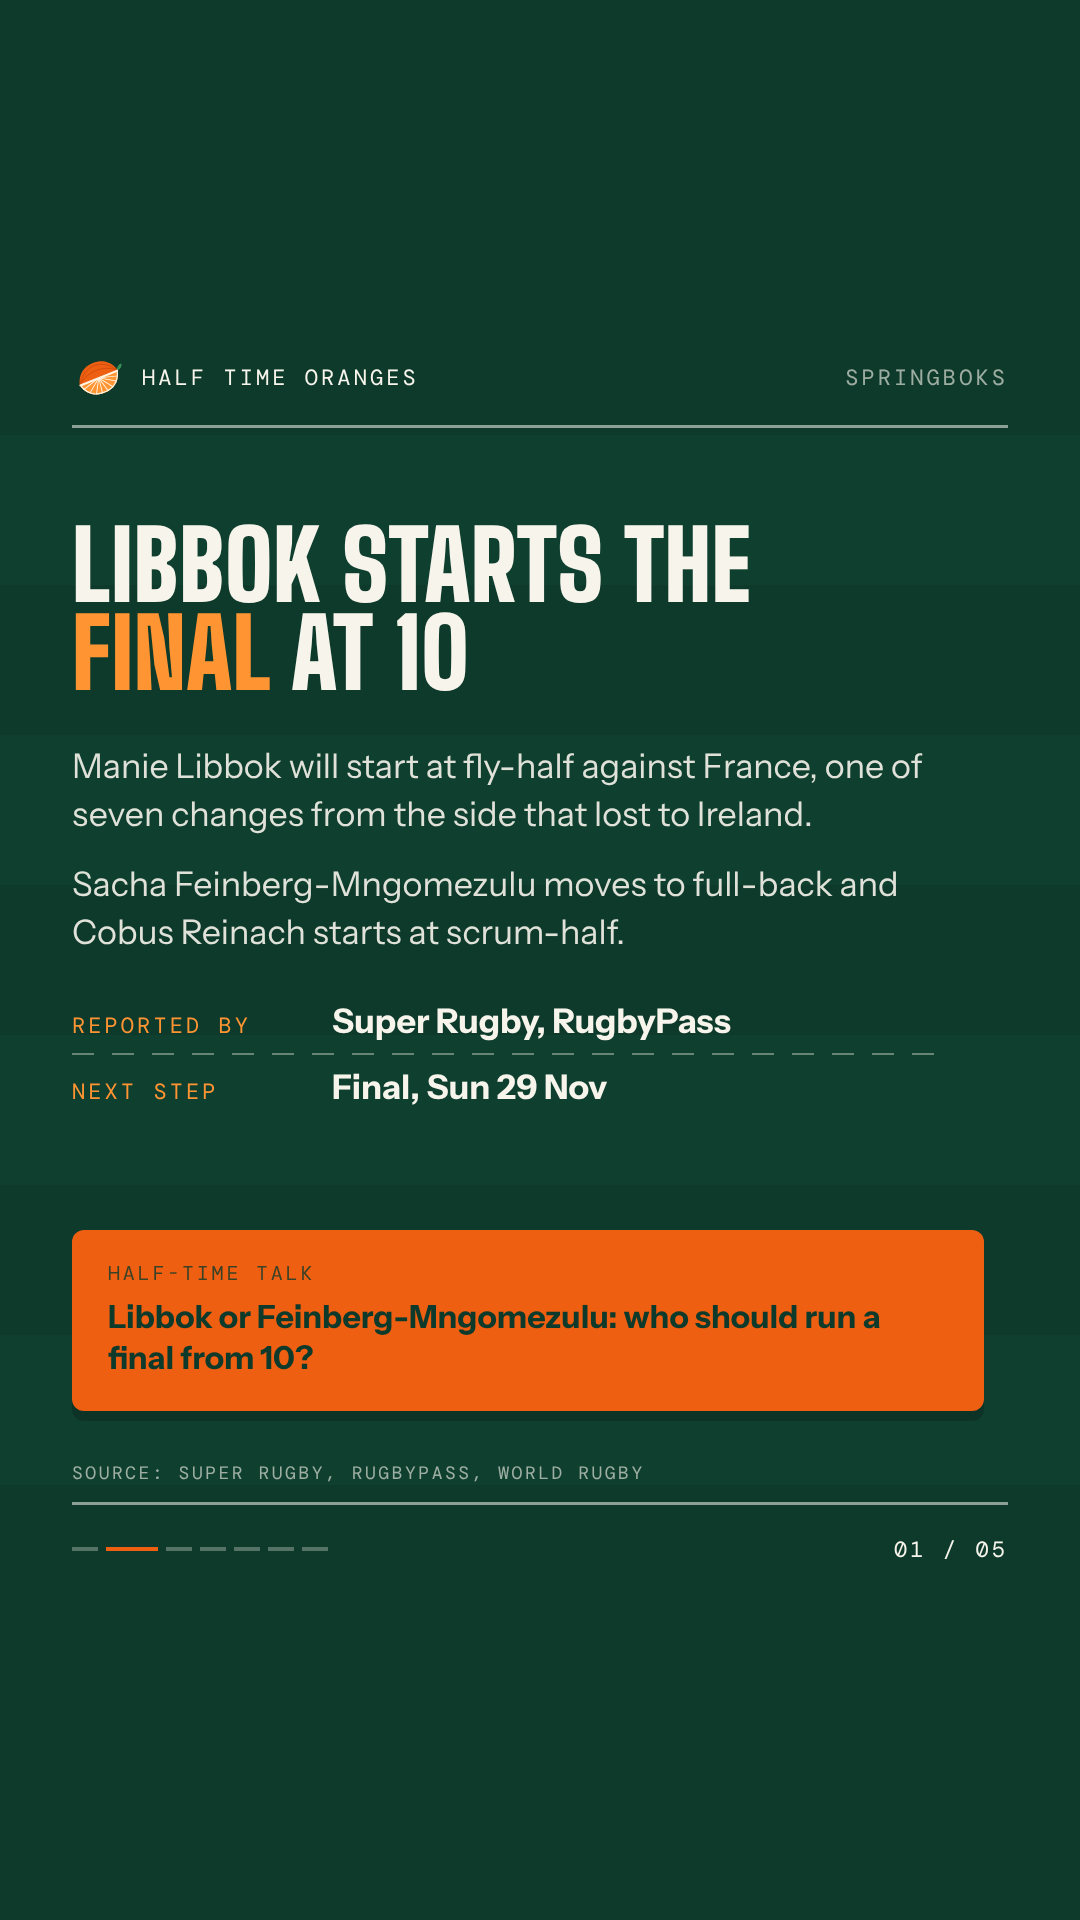 HALF TIME ORANGES
SPRINGBOKS
LIBBOK STARTS THE
FINAL AT 10
Manie Libbok will start at fly-half against France, one of
seven changes from the side that lost to Ireland.
Sacha Feinberg-Mngomezulu moves to full-back and
Cobus Reinach starts at scrum-half.
REPORTED BY Super Rugby, RugbyPass
NEXT STEP Final, Sun 29 Nov
HALF-TIME TALK
Libbok or Feinberg-Mngomezulu: who should run a
final from 10?
SOURCE: SUPER RUGBY, RUGBYPASS, WORLD RUGBY
01 / 05